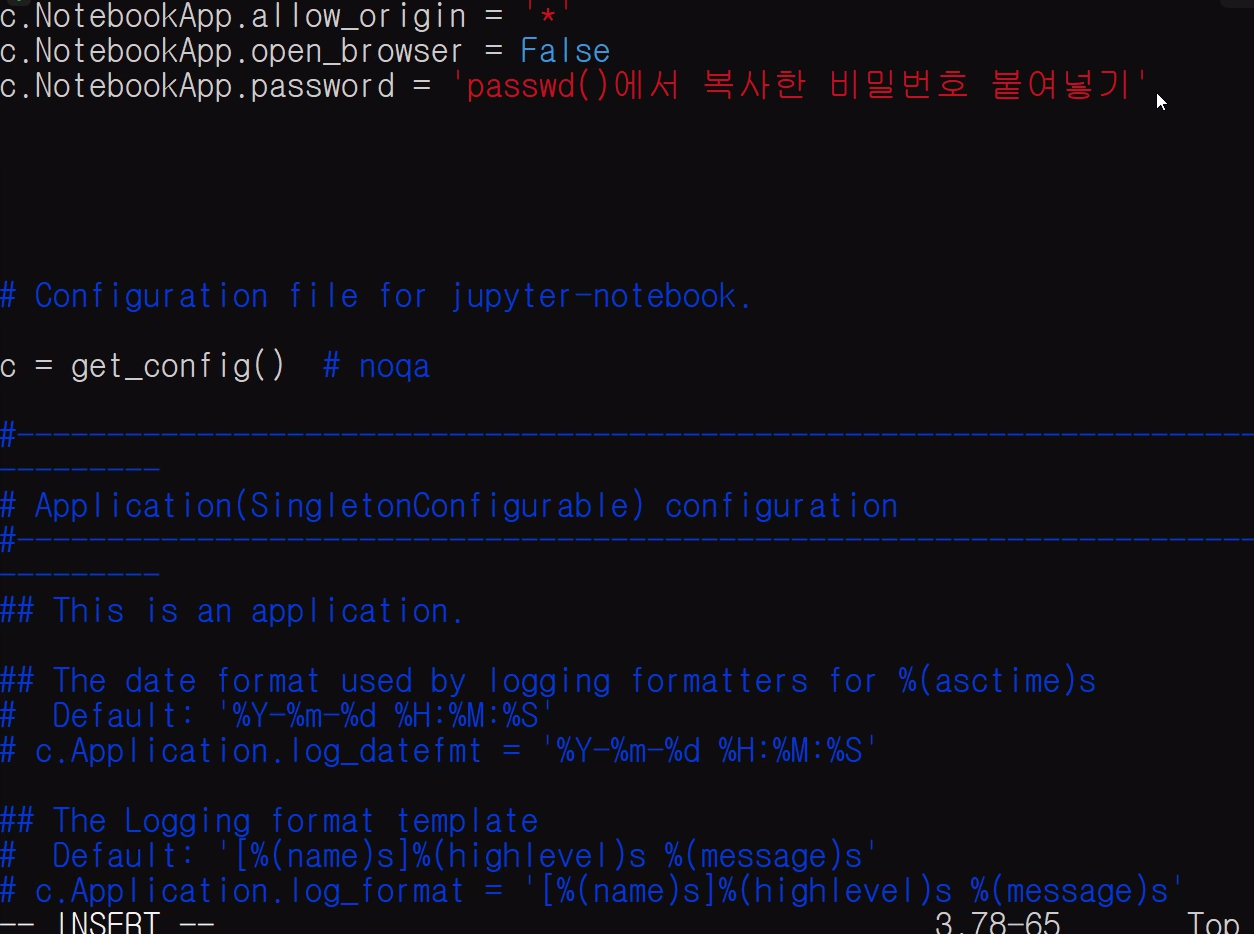 c.NotebookApp.allow_origin = '*'
c.NotebookApp.open_browser = False
c.NotebookApp.password = 'passwd()에서 복사한 비밀번호 붙여넣기'
# Configuration file for jupyter-notebook.
c = get_config()  # noqa
#------------------------------------------------------------------------------
# Application(SingletonConfigurable) configuration
#------------------------------------------------------------------------------
## This is an application.
## The date format used by logging formatters for %(asctime)s
#  Default: '%Y-%m-%d %H:%M:%S'
# c.Application.log_datefmt = '%Y-%m-%d %H:%M:%S'
## The Logging format template
#  Default: '[%(name)s]%(highlevel)s %(message)s'
# c.Application.log_format = '[%(name)s]%(highlevel)s %(message)s'
-- INSERT -- 3,78-65 Top